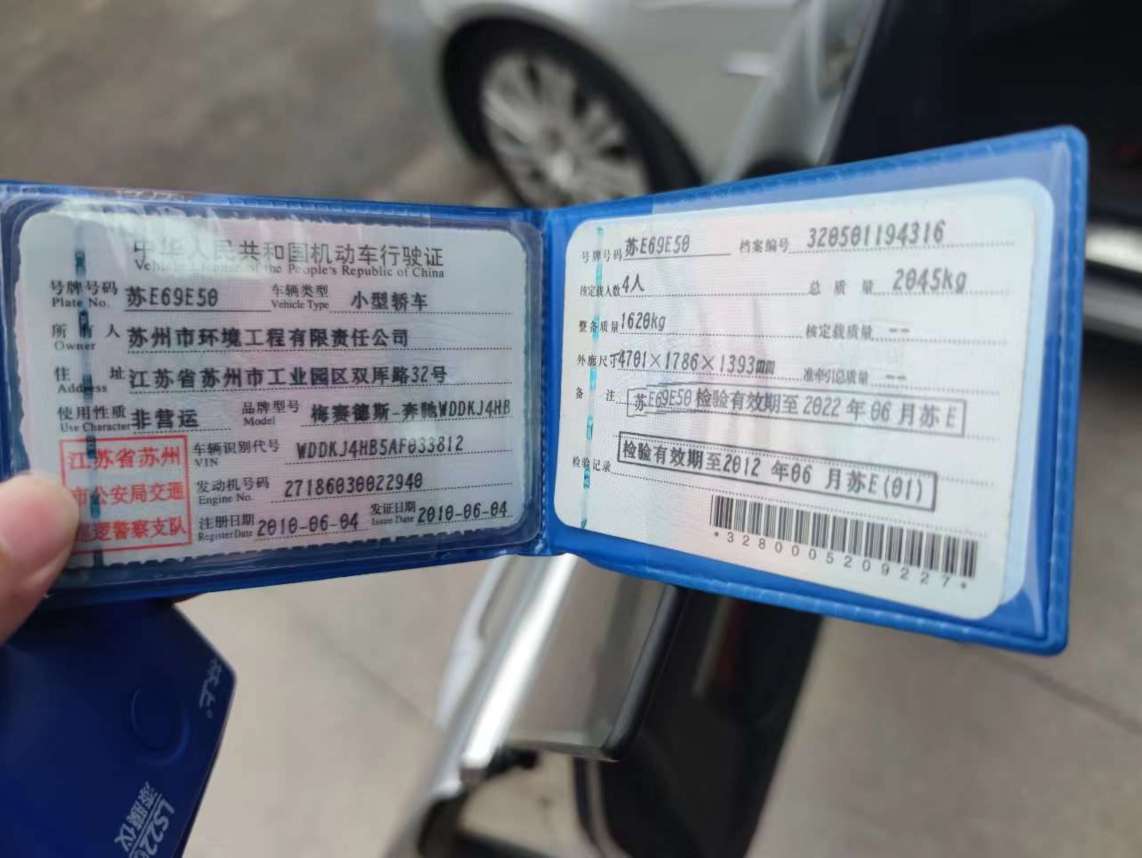 中华人民共和国机动车行驶证
Vehicle License of the People's Republic of China
号牌号码 苏E69E50 车辆类型 小型轿车
Plate No. Vehicle Type
所有人 苏州市环境工程有限责任公司
Owner
住址 江苏省苏州市工业园区双厍路32号
Address
使用性质 非营运 品牌型号 梅赛德斯-奔驰WDDKJ4HB
Use Character Model
江苏省苏州
市公安局交通
巡逻警察支队
车辆识别代号 WDDKJ4HB5AF033812
VIN
发动机号码 27186030022940
Engine No.
注册日期 2010-06-04 发证日期 2010-06-04
Register Date Issue Date
号牌号码 苏E69E50 档案编号 320501194316
核定载人数 4人 总质量 2045kg
整备质量 1620kg 核定载质量 --
外廓尺寸 4701×1786×1393mm 准牵引总质量 --
备注 苏E69E50 检验有效期至 2022 年 06 月苏 E
检验记录 检验有效期至2012 年06 月苏E(01)
*3280005209227*
LS22